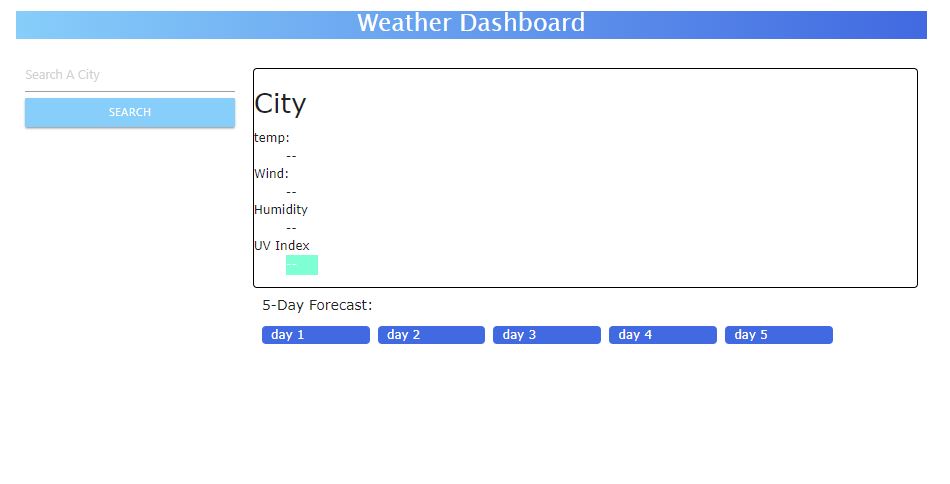 Weather Dashboard
Search A City
SEARCH
City
temp:
--
Wind:
--
Humidity
--
UV Index
--
5-Day Forecast:
day 1 day 2 day 3 day 4 day 5